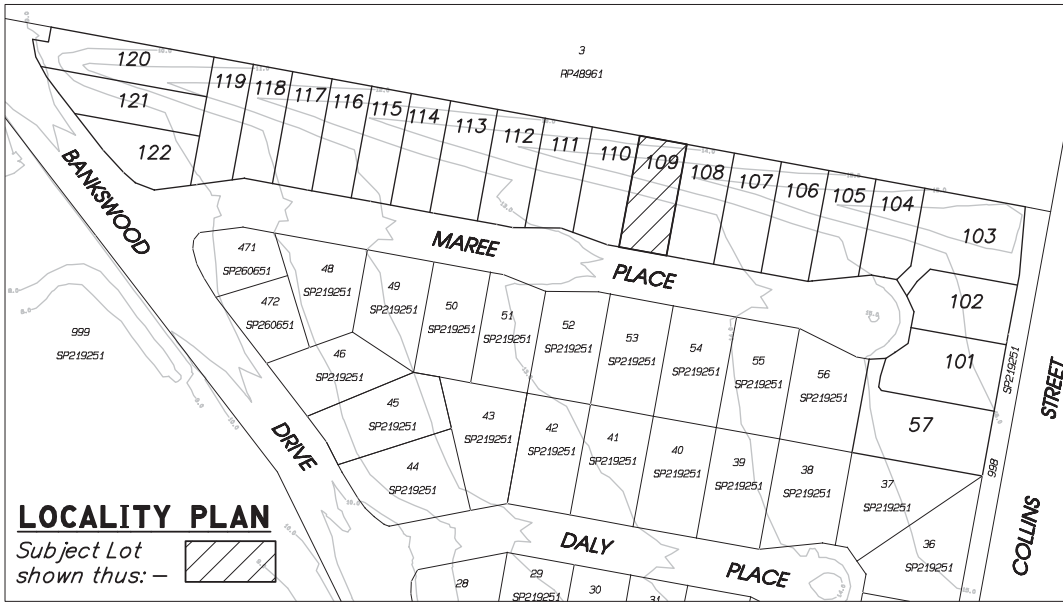 3
RP48961
120
119
118
117
116
115
114
113
112
111
110
109
108
107
106
105
104
103
121
122
102
101
57
BANKSWOOD
DRIVE
MAREE
PLACE
471
SP260651
472
SP260651
48
SP219251
49
SP219251
50
SP219251
51
SP219251
52
SP219251
53
SP219251
54
SP219251
55
SP219251
56
SP219251
46
SP219251
45
SP219251
44
SP219251
43
SP219251
42
SP219251
41
SP219251
40
SP219251
39
SP219251
38
SP219251
37
SP219251
36
SP219251
999
SP219251
998
SP219251
COLLINS
STREET
DALY
PLACE
28
29
SP219251
30
31
LOCALITY PLAN
Subject Lot
shown thus: –